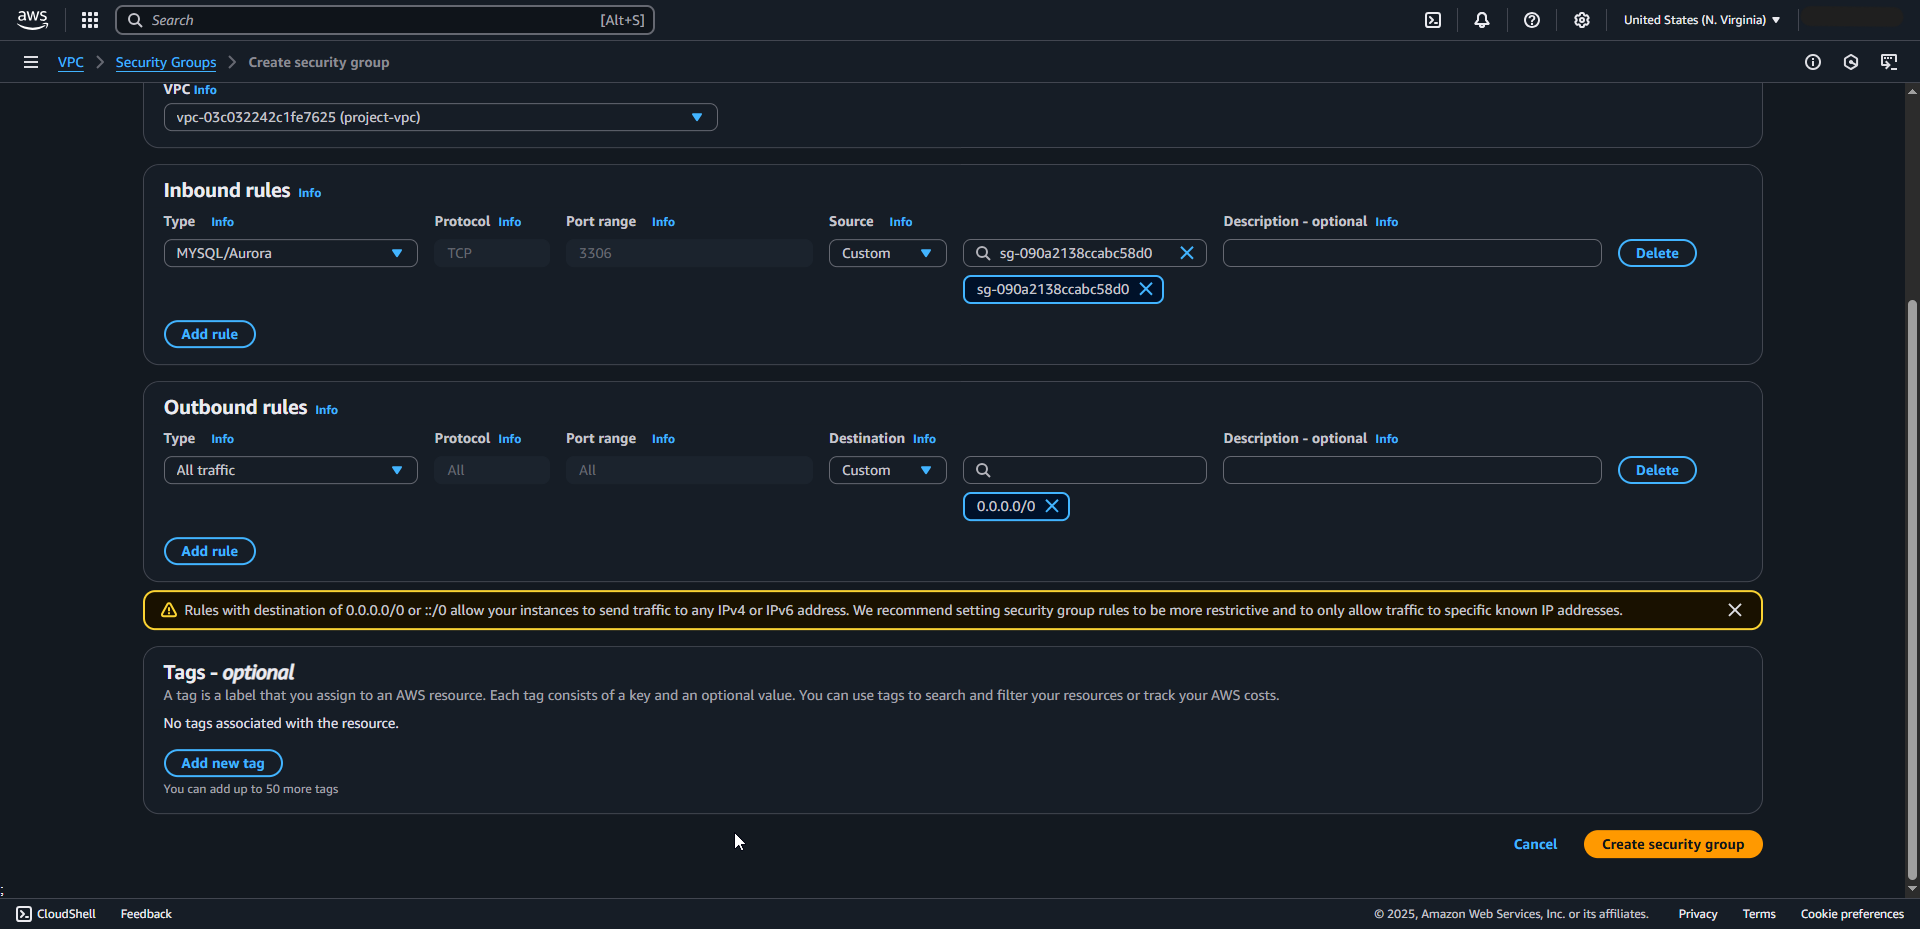 aws
Search [Alt+S]
United States (N. Virginia)
VPC Security Groups Create security group
VPC Info
vpc-03c032242c1fe7625 (project-vpc)
Inbound rules Info
Type Info Protocol Info Port range Info Source Info Description - optional Info
MYSQL/Aurora TCP 3306 Custom sg-090a2138ccabc58d0 Delete
sg-090a2138ccabc58d0
Add rule
Outbound rules Info
Type Info Protocol Info Port range Info Destination Info Description - optional Info
All traffic All All Custom Delete
0.0.0.0/0
Add rule
Rules with destination of 0.0.0.0/0 or ::/0 allow your instances to send traffic to any IPv4 or IPv6 address. We recommend setting security group rules to be more restrictive and to only allow traffic to specific known IP addresses.
Tags - optional
A tag is a label that you assign to an AWS resource. Each tag consists of a key and an optional value. You can use tags to search and filter your resources or track your AWS costs.
No tags associated with the resource.
Add new tag
You can add up to 50 more tags
Cancel Create security group
;
CloudShell Feedback © 2025, Amazon Web Services, Inc. or its affiliates. Privacy Terms Cookie preferences